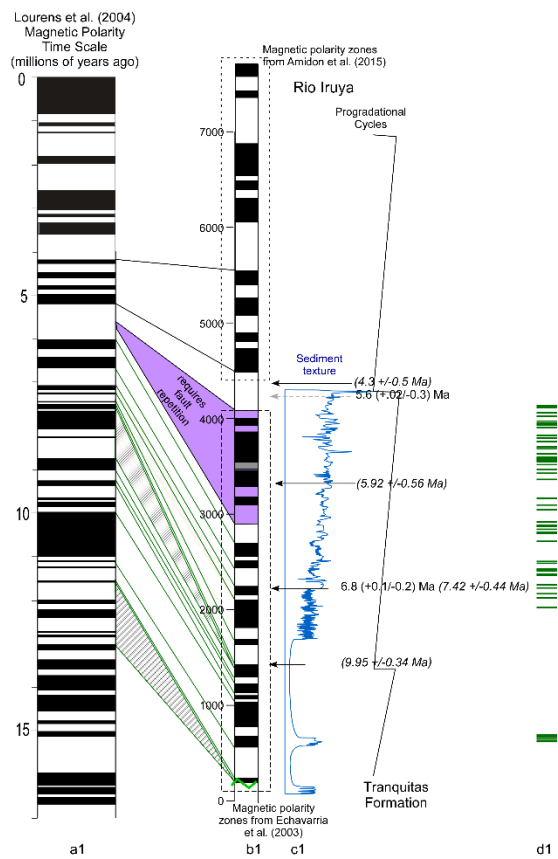 Lourens et al. (2004)
Magnetic Polarity
Time Scale
(millions of years ago)
0
5
10
15
Magnetic polarity zones
from Amidon et al. (2015)
Rio Iruya
Progradational
Cycles
7000
6000
5000
4000
3000
2000
1000
0
requires
fault
repetition
Sediment
texture
(4.3 +/-0.5 Ma)
5.6 (+.02/-0.3) Ma
(5.92 +/-0.56 Ma)
6.8 (+0.1/-0.2) Ma (7.42 +/-0.44 Ma)
(9.95 +/-0.34 Ma)
Tranquitas
Formation
Magnetic polarity
zones from Echavarria
et al. (2003)
a1 b1 c1 d1